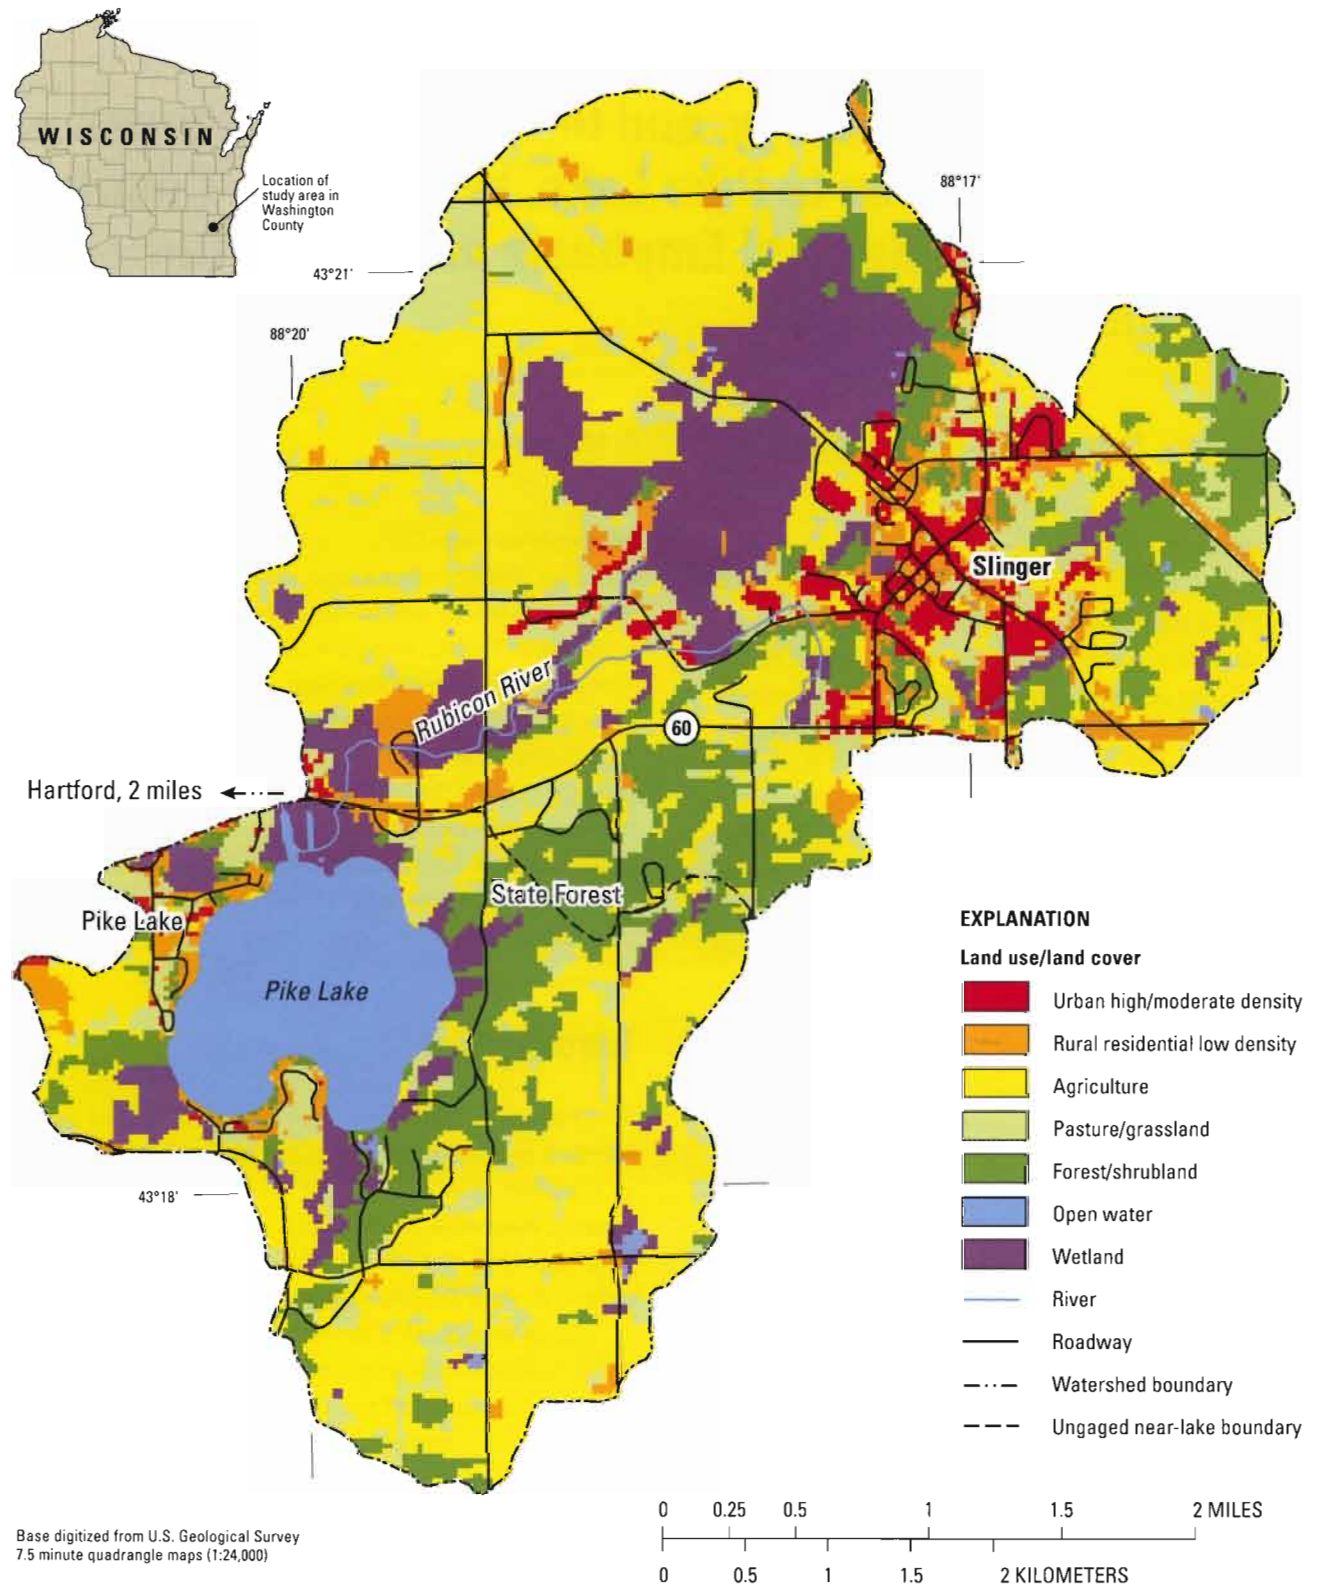 WISCONSIN
Location of
study area in
Washington
County
88°17'
43°21'
88°20'
Slinger
Rubicon River
60
Hartford, 2 miles
State Forest
Pike Lake
Pike Lake
43°18'
EXPLANATION
Land use/land cover
Urban high/moderate density
Rural residential low density
Agriculture
Pasture/grassland
Forest/shrubland
Open water
Wetland
River
Roadway
Watershed boundary
Ungaged near-lake boundary
0 0.25 0.5 1 1.5 2 MILES
0 0.5 1 1.5 2 KILOMETERS
Base digitized from U.S. Geological Survey
7.5 minute quadrangle maps (1:24,000)